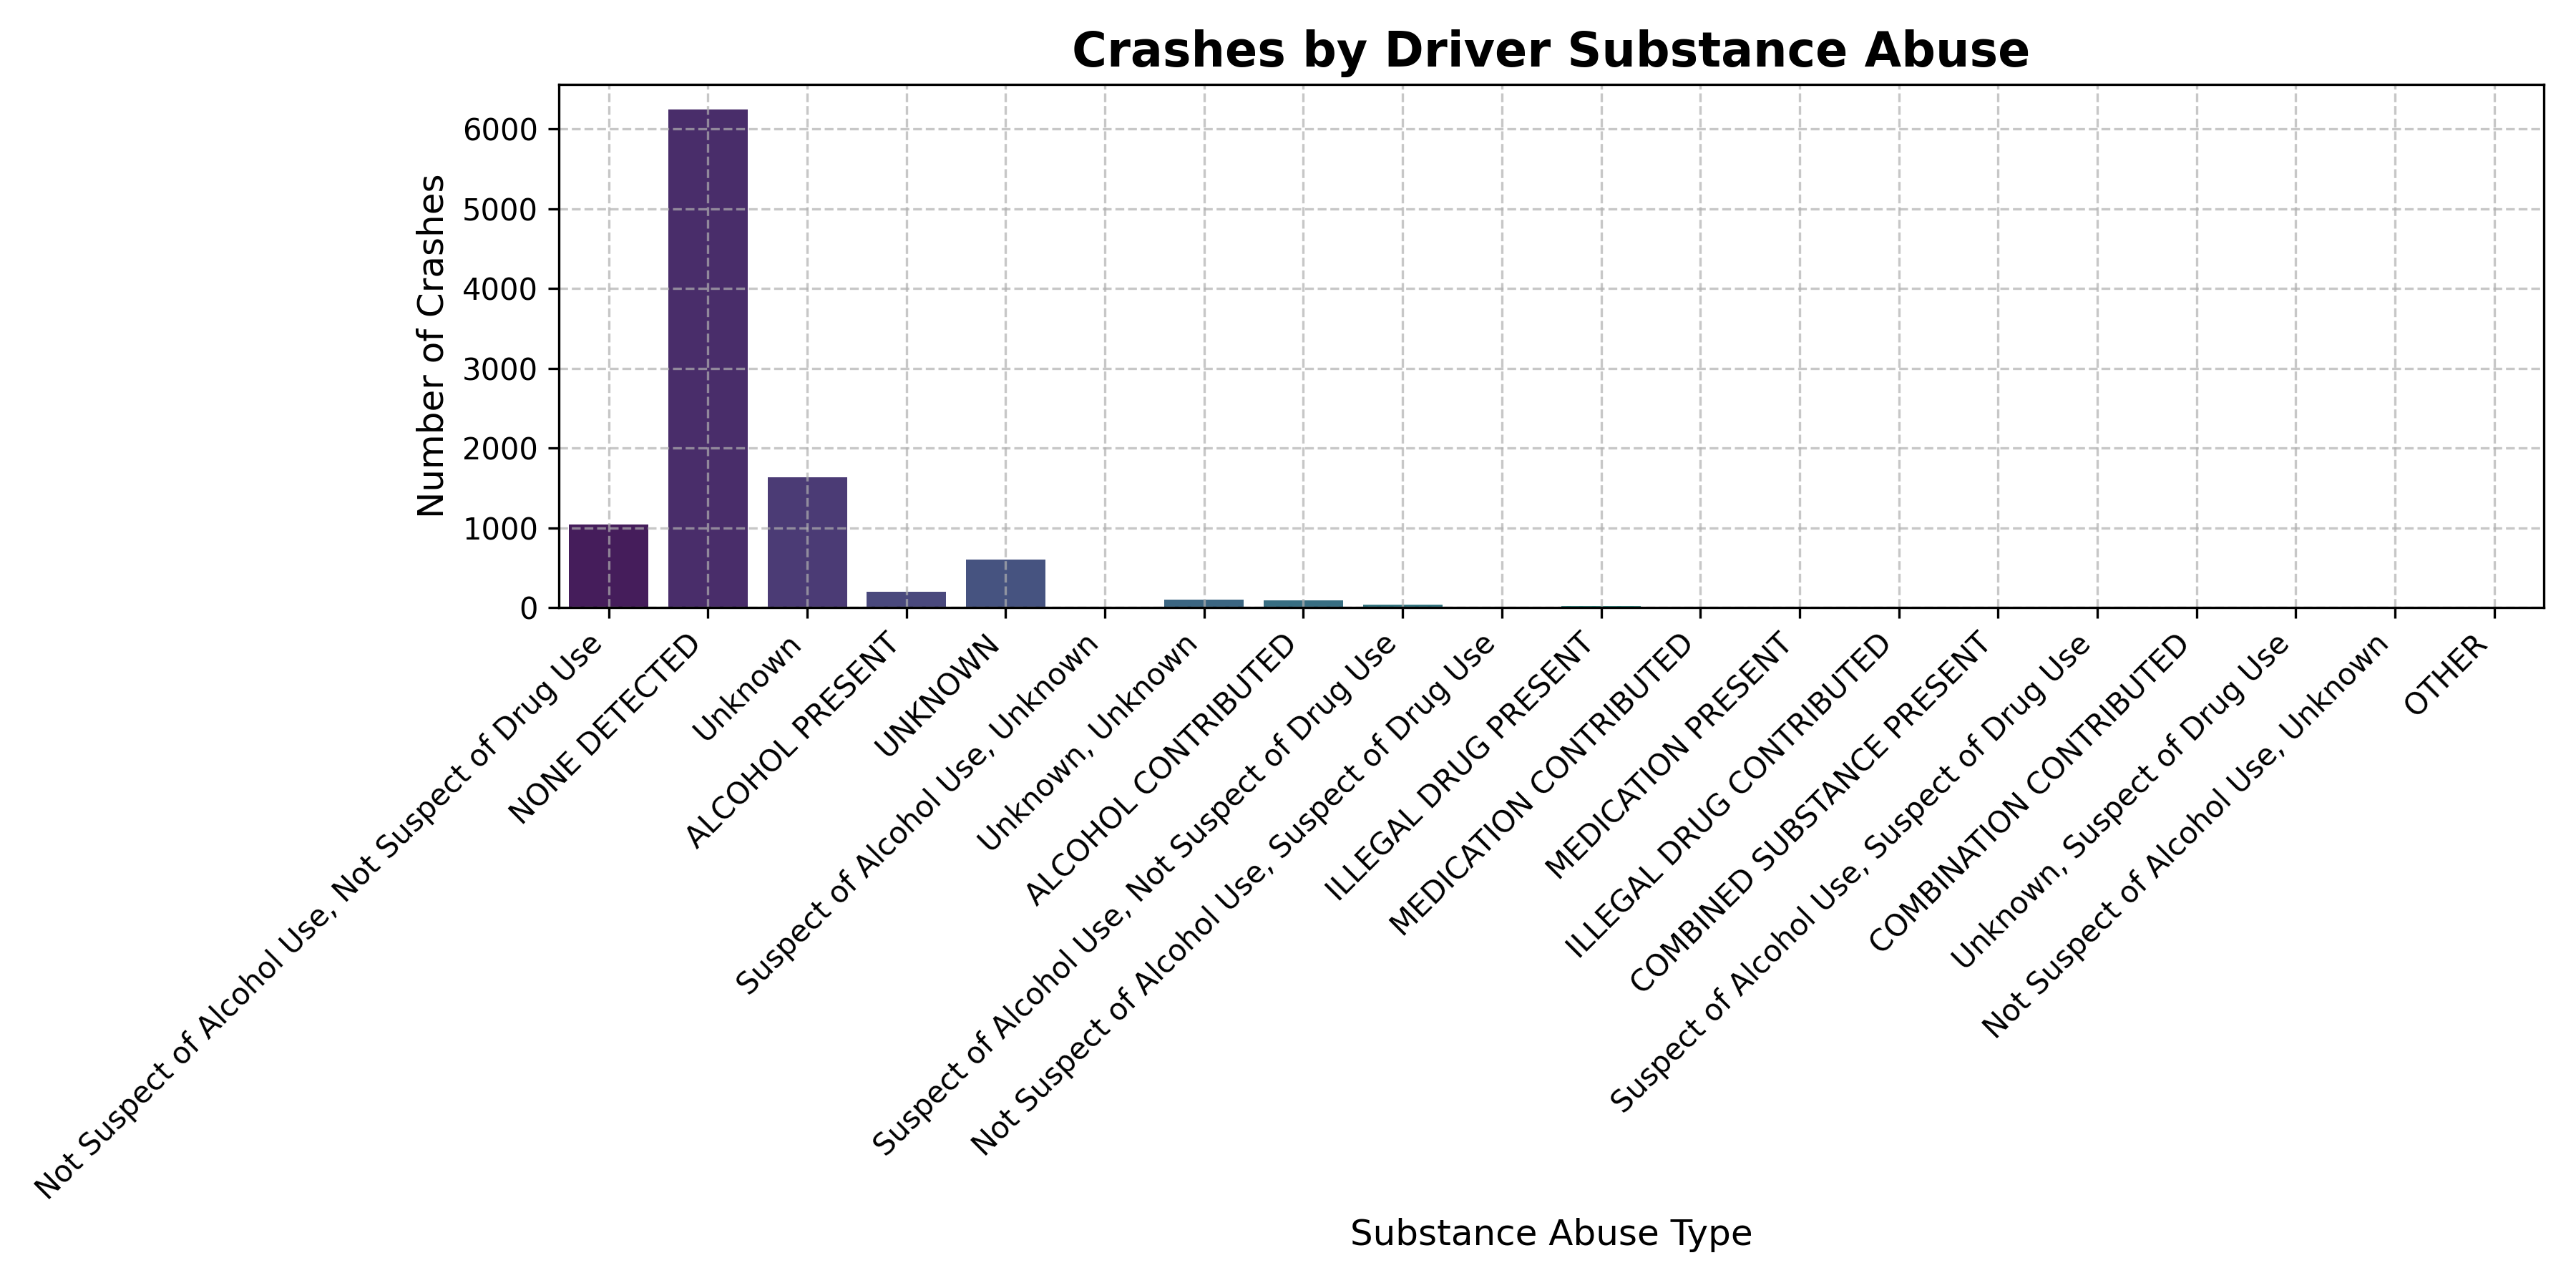 Crashes by Driver Substance Abuse
Number of Crashes
6000
5000
4000
3000
2000
1000
0
Not Suspect of Alcohol Use, Not Suspect of Drug Use
NONE DETECTED
Unknown
ALCOHOL PRESENT
UNKNOWN
Suspect of Alcohol Use, Unknown
Unknown, Unknown
ALCOHOL CONTRIBUTED
Suspect of Alcohol Use, Not Suspect of Drug Use
Not Suspect of Alcohol Use, Suspect of Drug Use
ILLEGAL DRUG PRESENT
MEDICATION CONTRIBUTED
MEDICATION PRESENT
ILLEGAL DRUG CONTRIBUTED
COMBINED SUBSTANCE PRESENT
Suspect of Alcohol Use, Suspect of Drug Use
COMBINATION CONTRIBUTED
Unknown, Suspect of Drug Use
Not Suspect of Alcohol Use, Unknown
OTHER
Substance Abuse Type